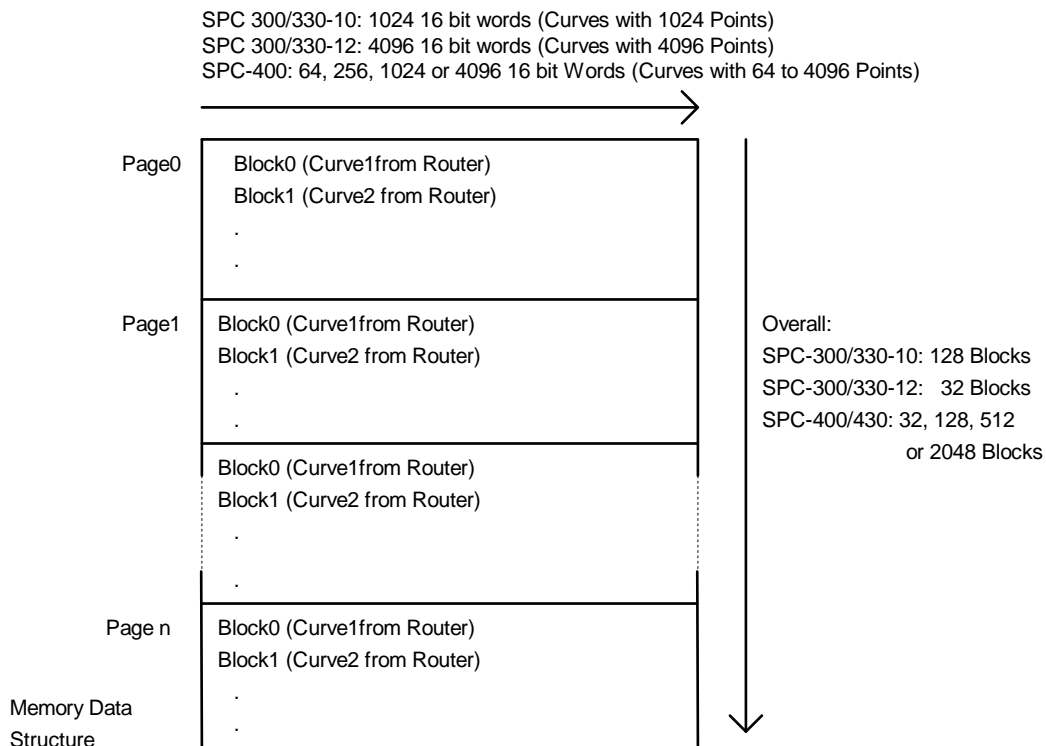 SPC 300/330-10: 1024 16 bit words (Curves with 1024 Points)
SPC 300/330-12: 4096 16 bit words (Curves with 4096 Points)
SPC-400: 64, 256, 1024 or 4096 16 bit Words (Curves with 64 to 4096 Points)
Page0
Block0 (Curve1from Router)
Block1 (Curve2 from Router)
.
.
Page1
Block0 (Curve1from Router)
Block1 (Curve2 from Router)
.
.
Overall:
SPC-300/330-10: 128 Blocks
SPC-300/330-12: 32 Blocks
SPC-400/430: 32, 128, 512
or 2048 Blocks
Block0 (Curve1from Router)
Block1 (Curve2 from Router)
.
.
Page n
Block0 (Curve1from Router)
Block1 (Curve2 from Router)
.
.
Memory Data
Structure